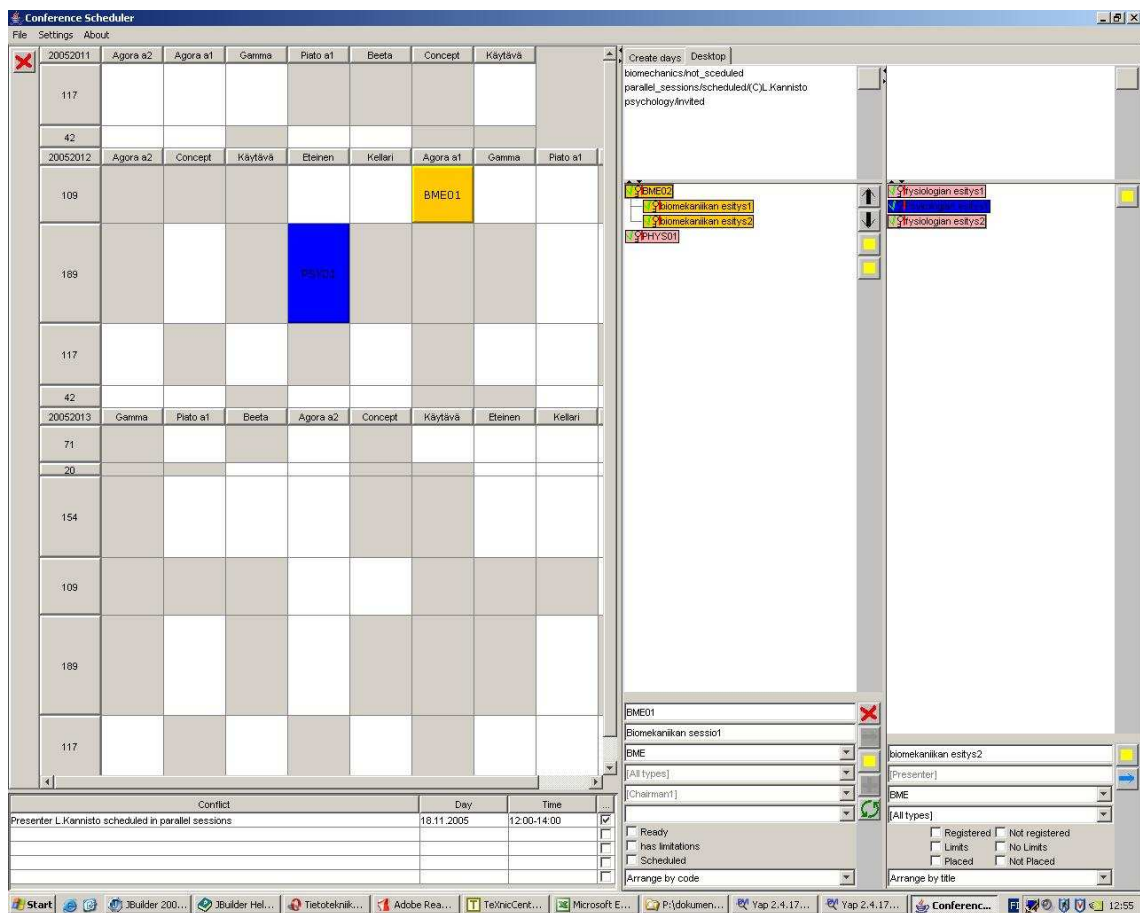 Conference Scheduler
File Settings About
20052011 Agora a2 Agora a1 Gamma Piato a1 Beeta Concept Käytävä
117
42
20052012 Agora a2 Concept Käytävä Eteinen Kellari Agora a1 Gamma Piato a1
109 BME01
189
117
42
20052013 Gamma Piato a1 Beeta Agora a2 Concept Käytävä Eteinen Kellari
71
20
154
109
189
117
Conflict Day Time ...
Presenter L.Kannisto scheduled in parallel sessions 18.11.2005 12:00-14:00
Create days Desktop
biomechanics/not_sceduled
parallel_sessions/scheduled/(C)L.Kannisto
psychology/invited
BME02
biomekaniikan esitys1
biomekaniikan esitys2
PHYS01
BME01
Biomekaniikan sessio1
BME
[All types]
[Chairman1]
Ready
has limitations
Scheduled
Arrange by code
fysiologian esitys1
fysiologian esitys2
biomekaniikan esitys2
[Presenter]
BME
[All types]
Registered Not registered
Limits No Limits
Placed Not Placed
Arrange by title
Start JBuilder 200... JBuilder Hel... Tietoteknik... Adobe Rea... TeXnicCent... Microsoft E... P:\dokumen... Yap 2.4.17... Yap 2.4.17... Conferenc... FI 12:55